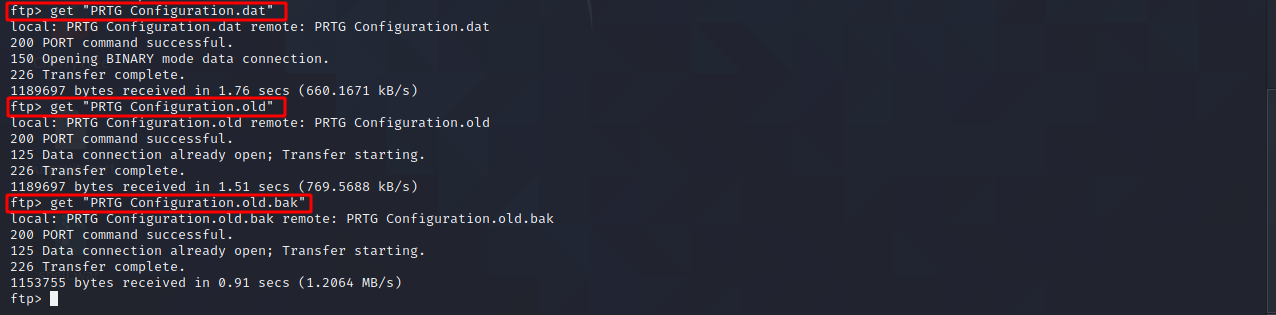 ftp> get "PRTG Configuration.dat"
local: PRTG Configuration.dat remote: PRTG Configuration.dat
200 PORT command successful.
150 Opening BINARY mode data connection.
226 Transfer complete.
1189697 bytes received in 1.76 secs (660.1671 kB/s)
ftp> get "PRTG Configuration.old"
local: PRTG Configuration.old remote: PRTG Configuration.old
200 PORT command successful.
125 Data connection already open; Transfer starting.
226 Transfer complete.
1189697 bytes received in 1.51 secs (769.5688 kB/s)
ftp> get "PRTG Configuration.old.bak"
local: PRTG Configuration.old.bak remote: PRTG Configuration.old.bak
200 PORT command successful.
125 Data connection already open; Transfer starting.
226 Transfer complete.
1153755 bytes received in 0.91 secs (1.2064 MB/s)
ftp>